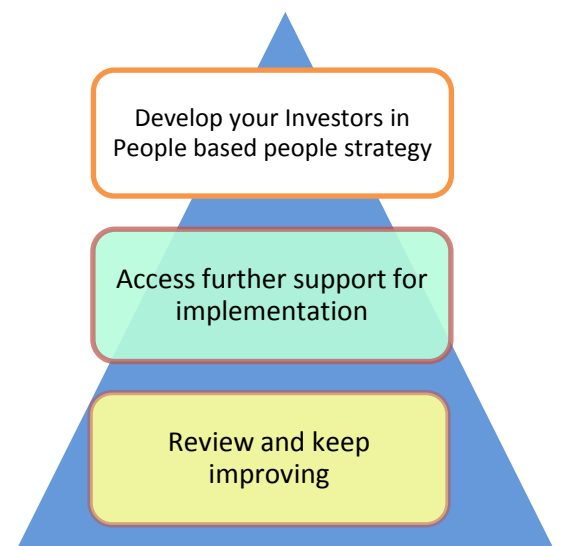 Develop your Investors in
People based people strategy
Access further support for
implementation
Review and keep
improving